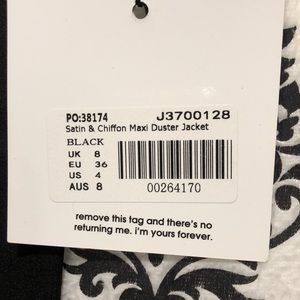 PO:38174 J3700128
Satin & Chiffon Maxi Duster Jacket
BLACK
UK 8
EU 36
US 4
AUS 8 00264170
remove this tag and there's no
returning me. i'm yours forever.